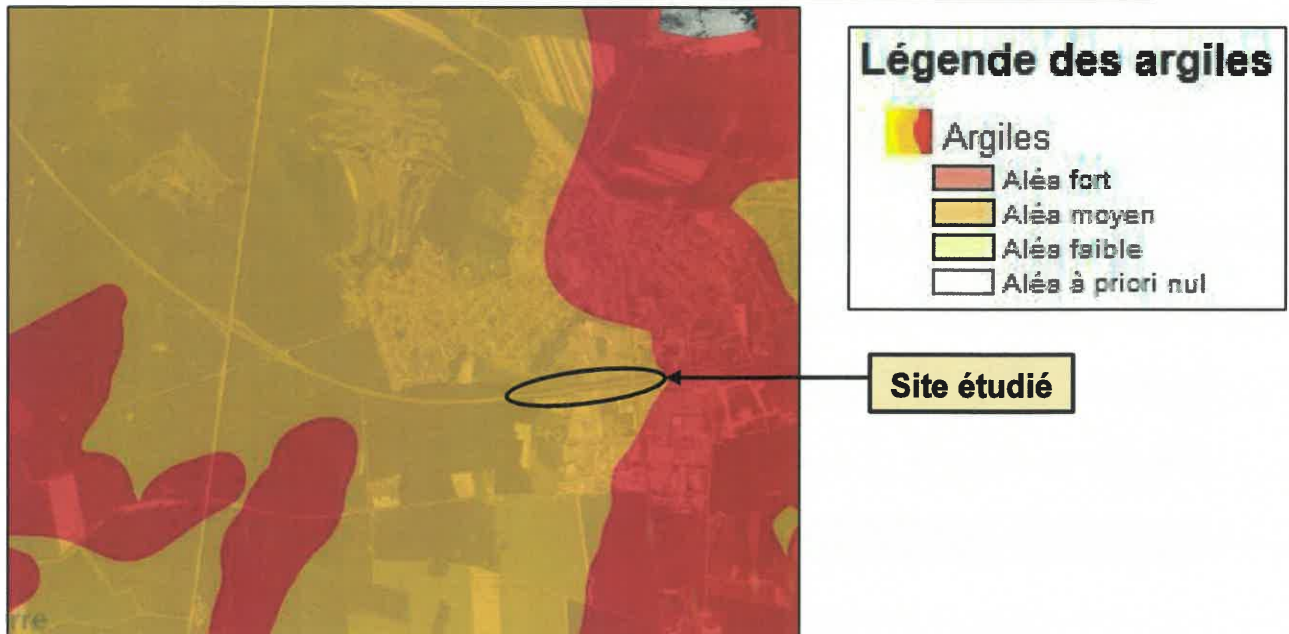 Légende des argiles
Argiles
Aléa fort
Aléa moyen
Aléa faible
Aléa à priori nul
Site étudié